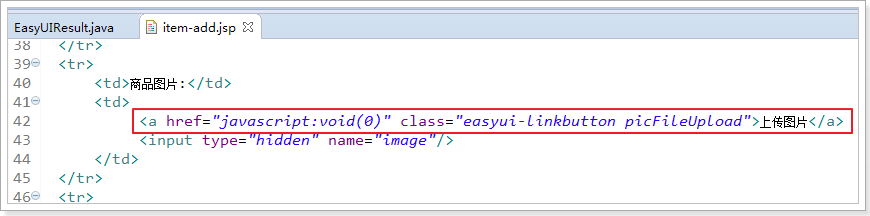 EasyUIResult.java item-add.jsp
38 </tr>
39 <tr>
40 <td>商品图片:</td>
41 <td>
42 <a href="javascript:void(0)" class="easyui-linkbutton picFileUpload">上传图片</a>
43 <input type="hidden" name="image"/>
44 </td>
45 </tr>
46 <tr>